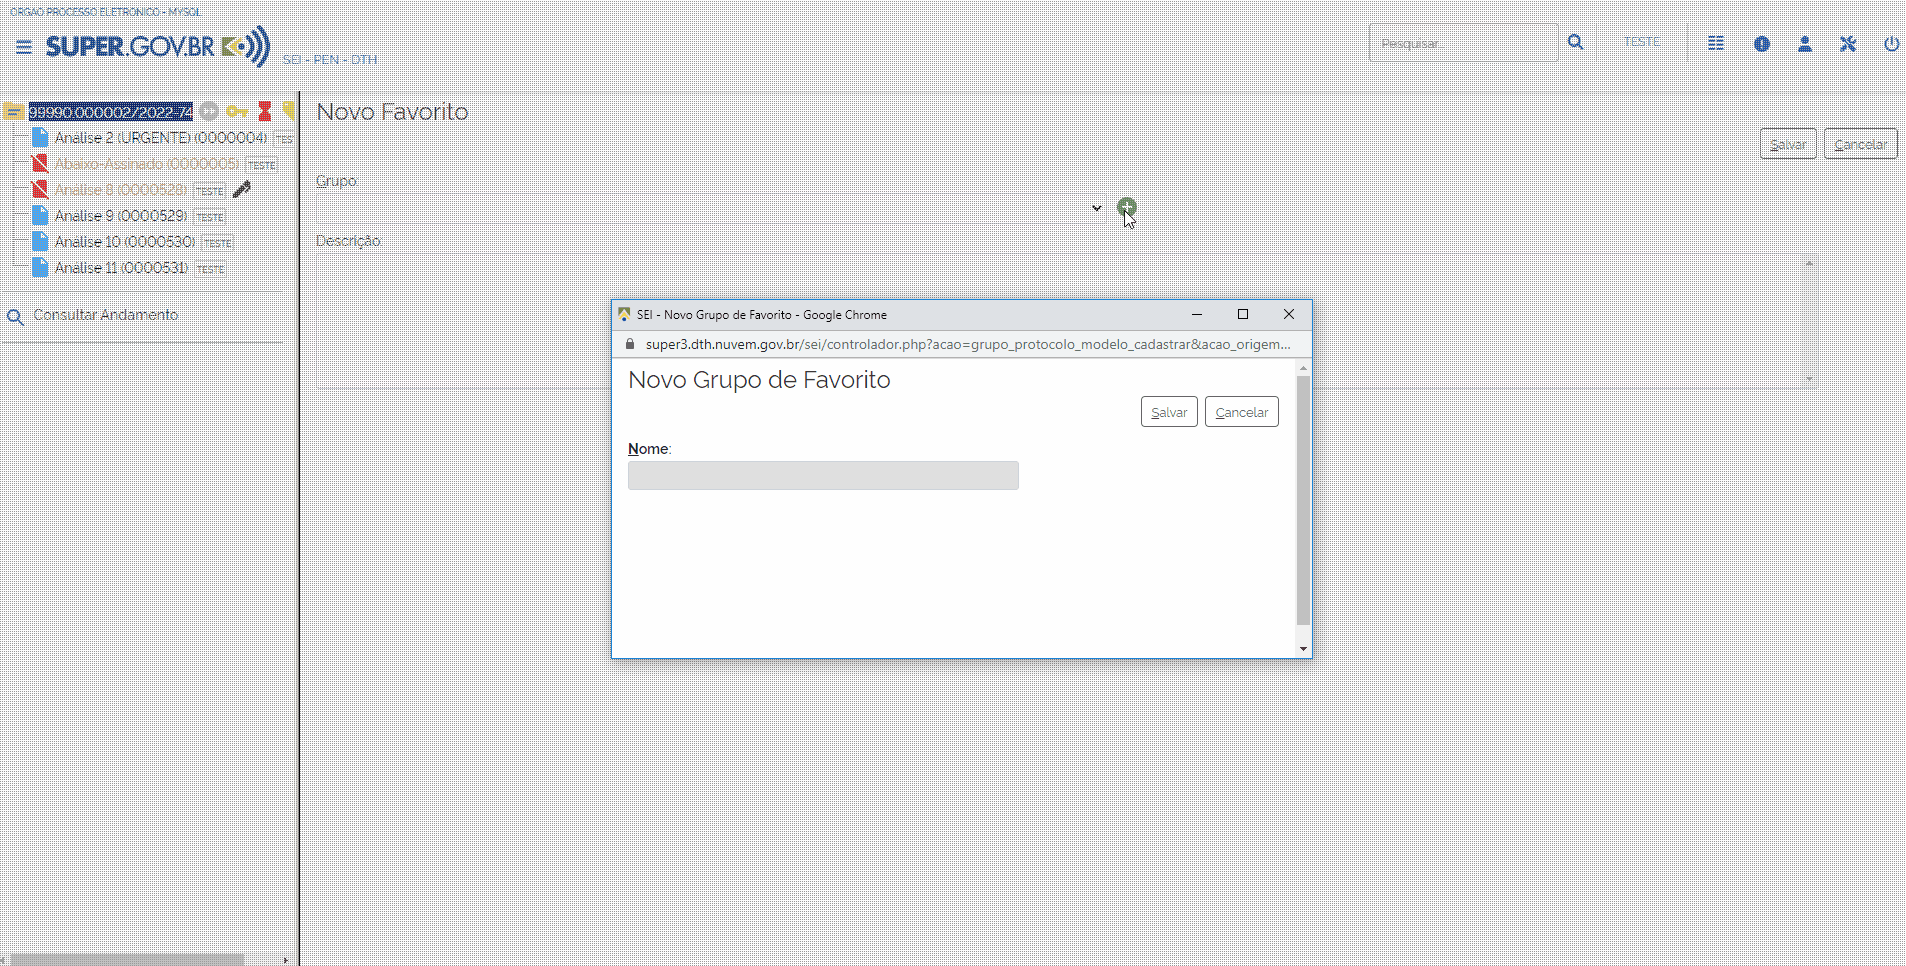 ORGAO PROCESSO ELETRONICO - MYSQL
SUPER.GOV.BR
SEI - PEN - DTH
Pesquisar...
TESTE
99990.000002/2022-74
Análise 2 (URGENTE) (0000004) TES
Abaixo-Assinado (0000005) TESTE
Análise 8 (0000528) TESTE
Análise 9 (0000529) TESTE
Análise 10 (0000530) TESTE
Análise 11 (0000531) TESTE
Consultar Andamento
Novo Favorito
Salvar Cancelar
Grupo:
Descrição:
SEI - Novo Grupo de Favorito - Google Chrome
super3.dth.nuvem.gov.br/sei/controlador.php?acao=grupo_protocolo_modelo_cadastrar&acao_origem...
Novo Grupo de Favorito
Salvar Cancelar
Nome: